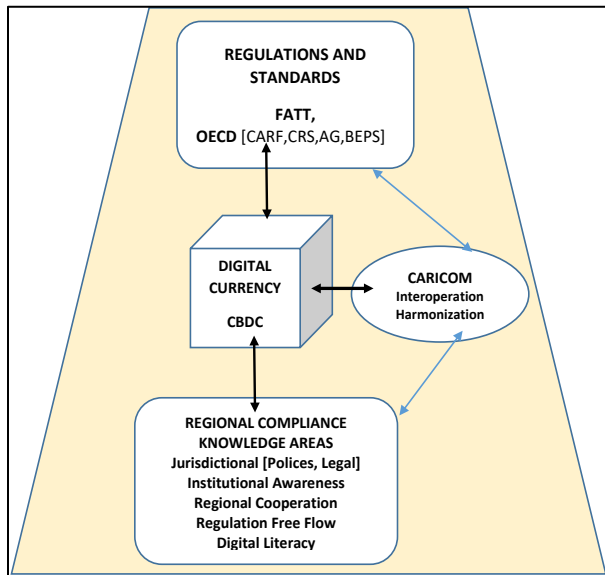 REGULATIONS AND
STANDARDS
FATT,
OECD [CARF,CRS,AG,BEPS]
DIGITAL
CURRENCY
CBDC
CARICOM
Interoperation
Harmonization
REGIONAL COMPLIANCE
KNOWLEDGE AREAS
Jurisdictional [Polices, Legal]
Institutional Awareness
Regional Cooperation
Regulation Free Flow
Digital Literacy